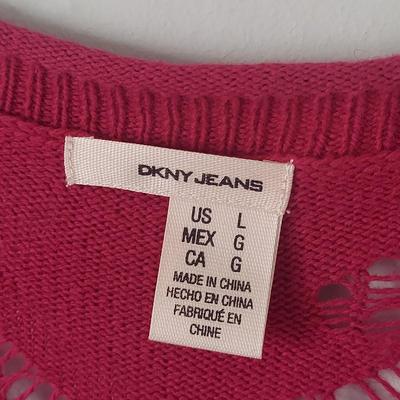 DKNY JEANS
US L
MEX G
CA G
MADE IN CHINA
HECHO EN CHINA
FABRIQUÉ EN
CHINE